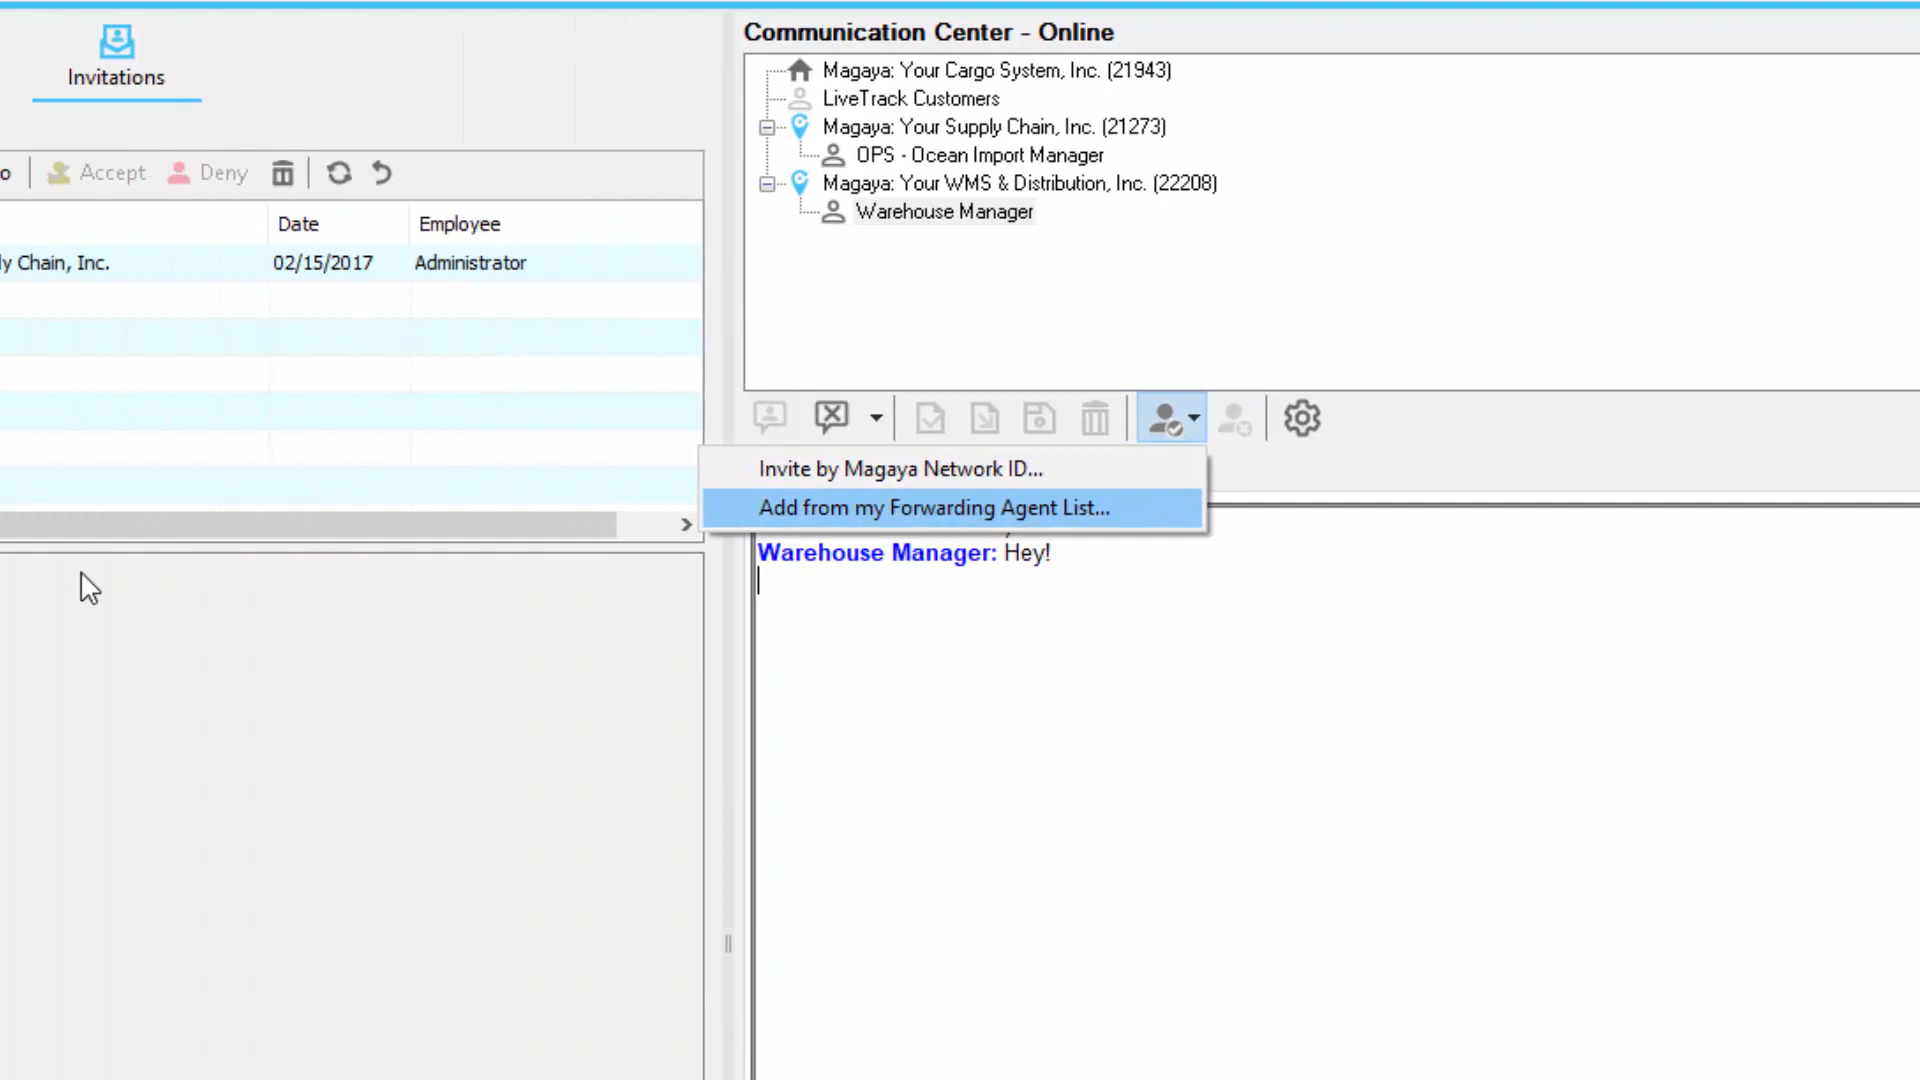 Invitations
o
Accept
Deny
Date
Employee
ly Chain, Inc.
02/15/2017
Administrator
Communication Center - Online
Magaya: Your Cargo System, Inc. (21943)
LiveTrack Customers
Magaya: Your Supply Chain, Inc. (21273)
OPS - Ocean Import Manager
Magaya: Your WMS & Distribution, Inc. (22208)
Warehouse Manager
Invite by Magaya Network ID...
Add from my Forwarding Agent List...
Warehouse Manager: Hey!